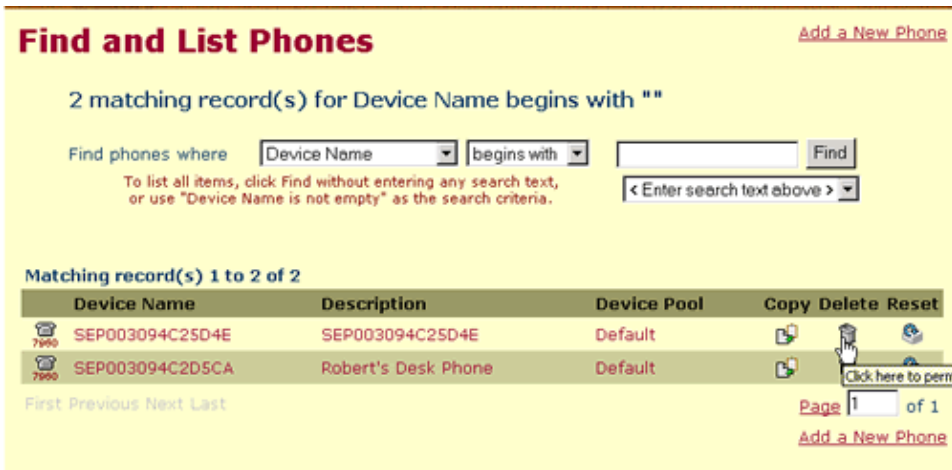 Find and List Phones
Add a New Phone
2 matching record(s) for Device Name begins with ""
Find phones where Device Name begins with Find
To list all items, click Find without entering any search text,
or use "Device Name is not empty" as the search criteria.
< Enter search text above >
Matching record(s) 1 to 2 of 2
Device Name Description Device Pool Copy Delete Reset
7960 SEP003094C25D4E SEP003094C25D4E Default
7960 SEP003094C2D5CA Robert's Desk Phone Default
Click here to perm
First Previous Next Last
Page 1 of 1
Add a New Phone